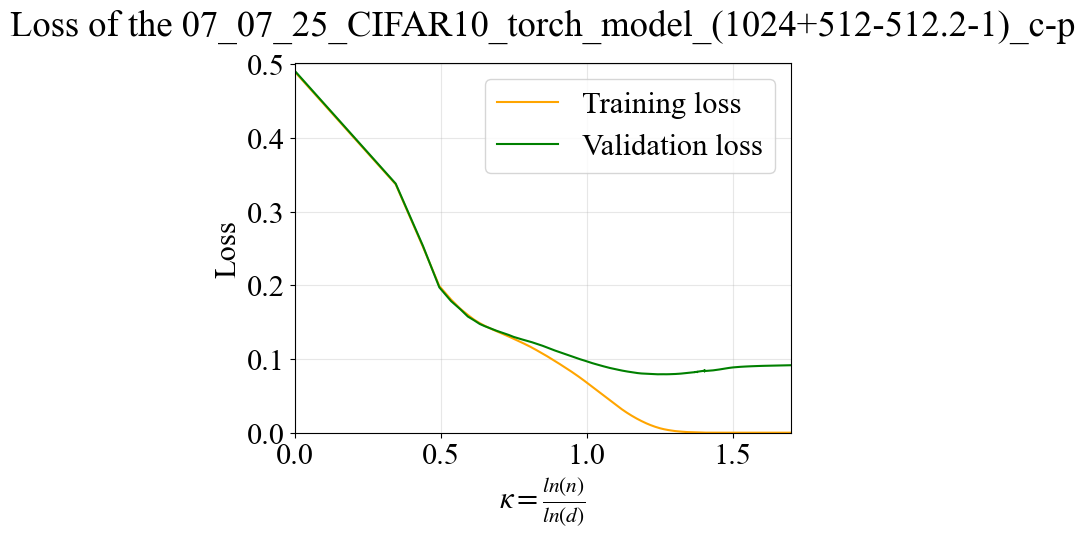 Loss of the 07_07_25_CIFAR10_torch_model_(1024+512-512.2-1)_c-p
0.5
0.4
0.3
0.2
0.1
0.0
Loss
Training loss
Validation loss
0.0 0.5 1.0 1.5
κ = ln(n)/ln(d)